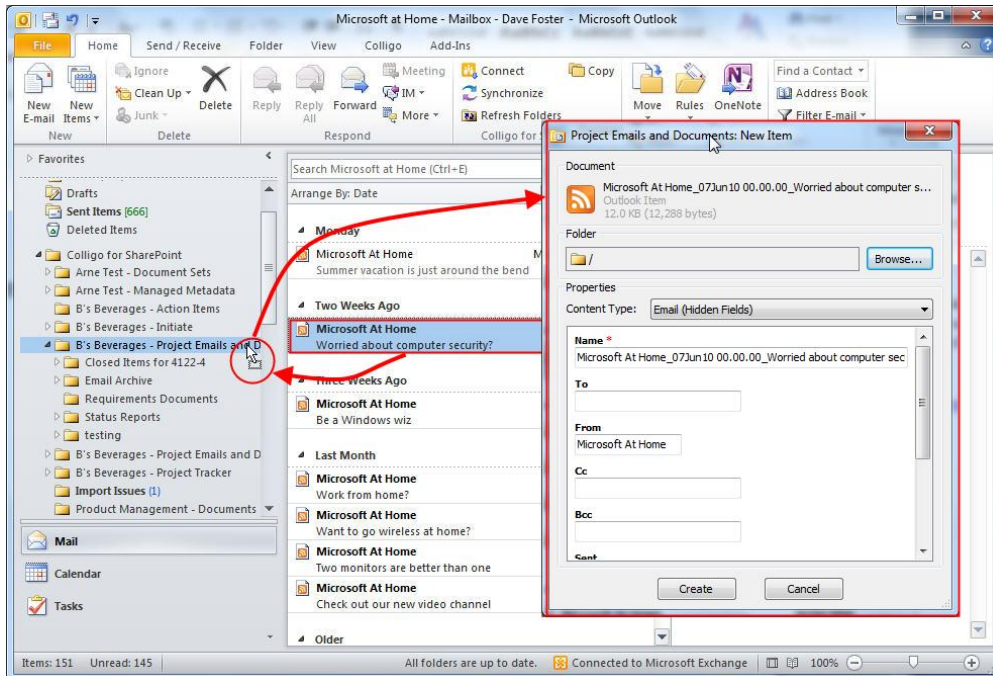 Microsoft at Home - Mailbox - Dave Foster - Microsoft Outlook
File Home Send / Receive Folder View Colligo Add-Ins
New E-mail
New Items
New
Ignore
Clean Up
Junk
Delete
Delete
Reply
Reply All
Forward
Meeting
IM
More
Respond
Connect
Synchronize
Refresh Folders
Copy
Colligo for
Move
Rules
OneNote
Find a Contact
Address Book
Filter E-mail
Favorites
Drafts
Sent Items [666]
Deleted Items
Colligo for SharePoint
Arne Test - Document Sets
Arne Test - Managed Metadata
B's Beverages - Action Items
B's Beverages - Initiate
B's Beverages - Project Emails and D
Closed Items for 4122-4
Email Archive
Requirements Documents
Status Reports
testing
B's Beverages - Project Emails and D
B's Beverages - Project Tracker
Import Issues (1)
Product Management - Documents
Mail
Calendar
Tasks
Search Microsoft at Home (Ctrl+E)
Arrange By: Date
Monday
Microsoft At Home M
Summer vacation is just around the bend
Two Weeks Ago
Microsoft At Home
Worried about computer security?
Three Weeks Ago
Microsoft At Home
Be a Windows wiz
Last Month
Microsoft At Home
Work from home?
Microsoft At Home
Want to go wireless at home?
Microsoft At Home
Two monitors are better than one
Microsoft At Home
Check out our new video channel
Older
Project Emails and Documents: New Item
Document
Microsoft At Home_07Jun10 00.00.00_Worried about computer s...
Outlook Item
12.0 KB (12,288 bytes)
Folder
/
Browse...
Properties
Content Type: Email (Hidden Fields)
Name *
Microsoft At Home_07Jun10 00.00.00_Worried about computer sec
To
From
Microsoft At Home
Cc
Bcc
Sent
Create Cancel
Items: 151 Unread: 145 All folders are up to date. Connected to Microsoft Exchange 100%